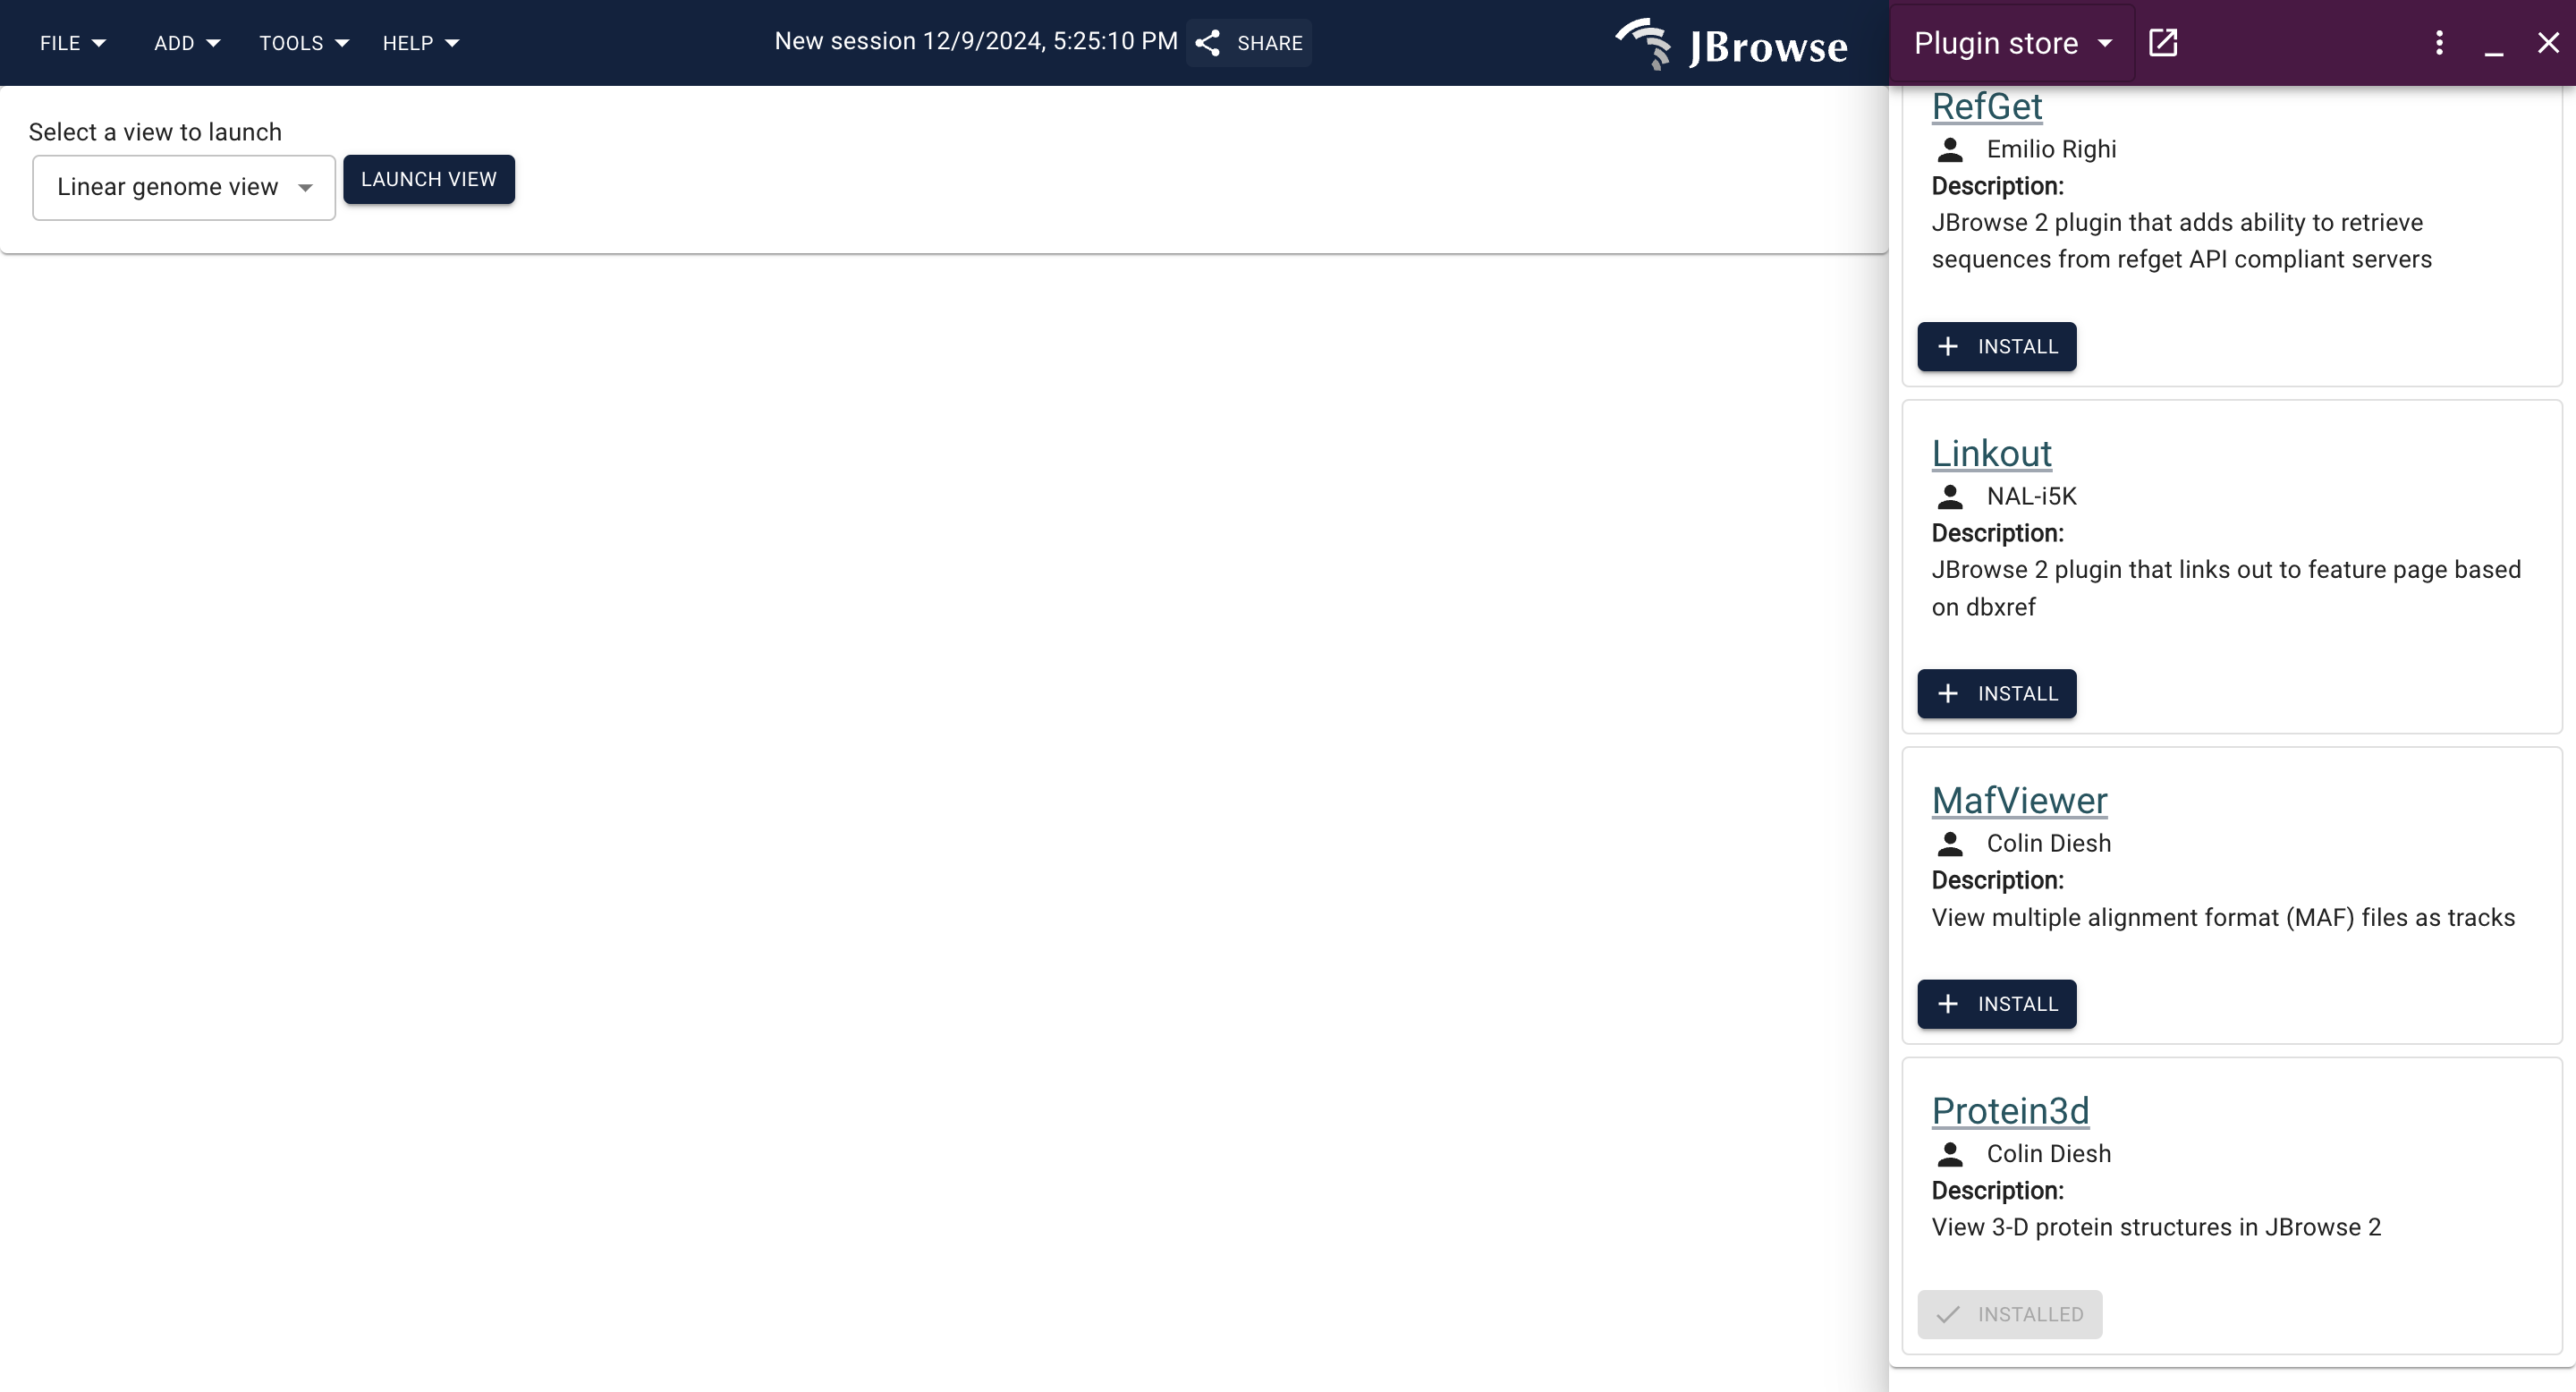 FILE ADD TOOLS HELP New session 12/9/2024, 5:25:10 PM SHARE JBrowse
Select a view to launch
Linear genome view LAUNCH VIEW
Plugin store
RefGet
Emilio Righi
Description:
JBrowse 2 plugin that adds ability to retrieve
sequences from refget API compliant servers
INSTALL
Linkout
NAL-i5K
Description:
JBrowse 2 plugin that links out to feature page based
on dbxref
INSTALL
MafViewer
Colin Diesh
Description:
View multiple alignment format (MAF) files as tracks
INSTALL
Protein3d
Colin Diesh
Description:
View 3-D protein structures in JBrowse 2
INSTALLED